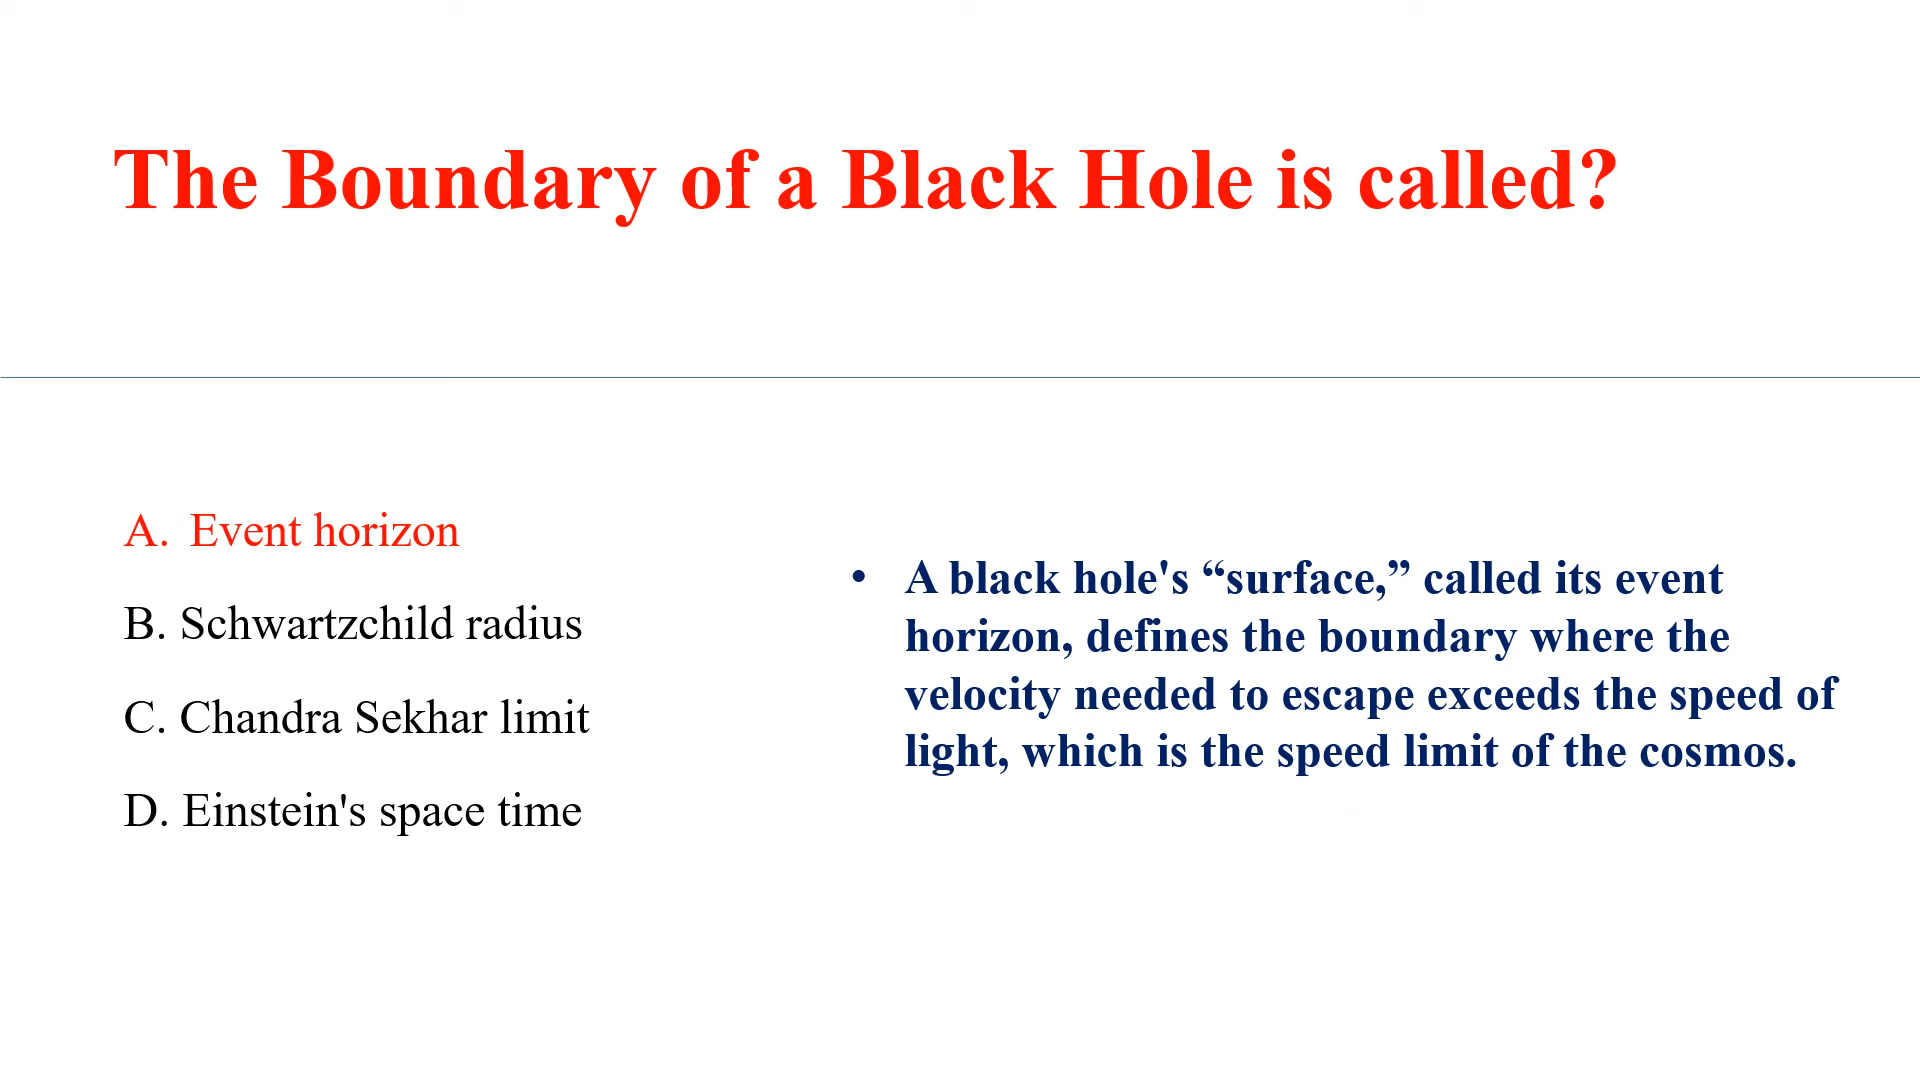 The Boundary of a Black Hole is called?
A. Event horizon
B. Schwartzchild radius
C. Chandra Sekhar limit
D. Einstein's space time
• A black hole's “surface,” called its event
horizon, defines the boundary where the
velocity needed to escape exceeds the speed of
light, which is the speed limit of the cosmos.